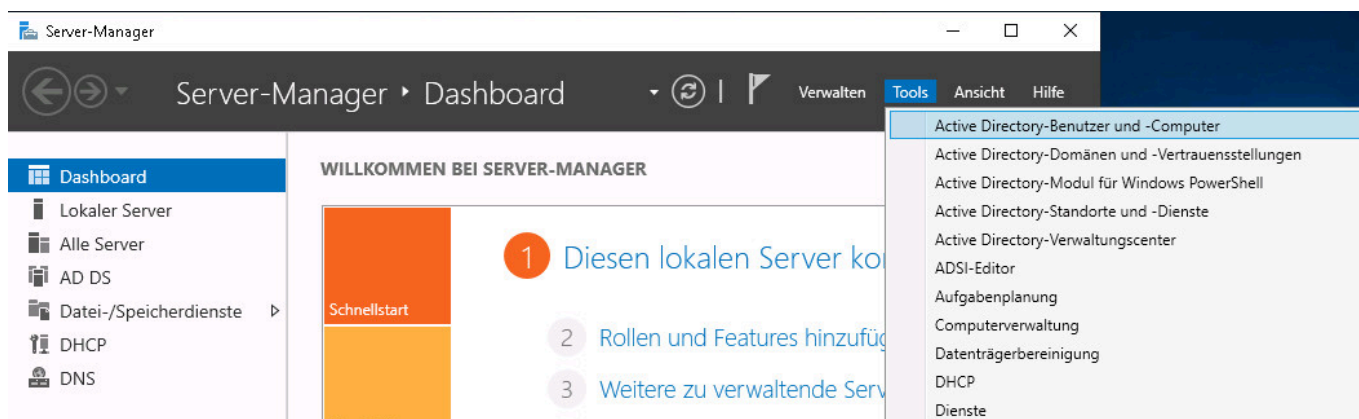 Server-Manager
Server-Manager • Dashboard
Verwalten Tools Ansicht Hilfe
Dashboard
Lokaler Server
Alle Server
AD DS
Datei-/Speicherdienste
DHCP
DNS
WILLKOMMEN BEI SERVER-MANAGER
Schnellstart
1 Diesen lokalen Server ko
2 Rollen und Features hinzufü
3 Weitere zu verwaltende Serv
Active Directory-Benutzer und -Computer
Active Directory-Domänen und -Vertrauensstellungen
Active Directory-Modul für Windows PowerShell
Active Directory-Standorte und -Dienste
Active Directory-Verwaltungscenter
ADSI-Editor
Aufgabenplanung
Computerverwaltung
Datenträgerbereinigung
DHCP
Dienste